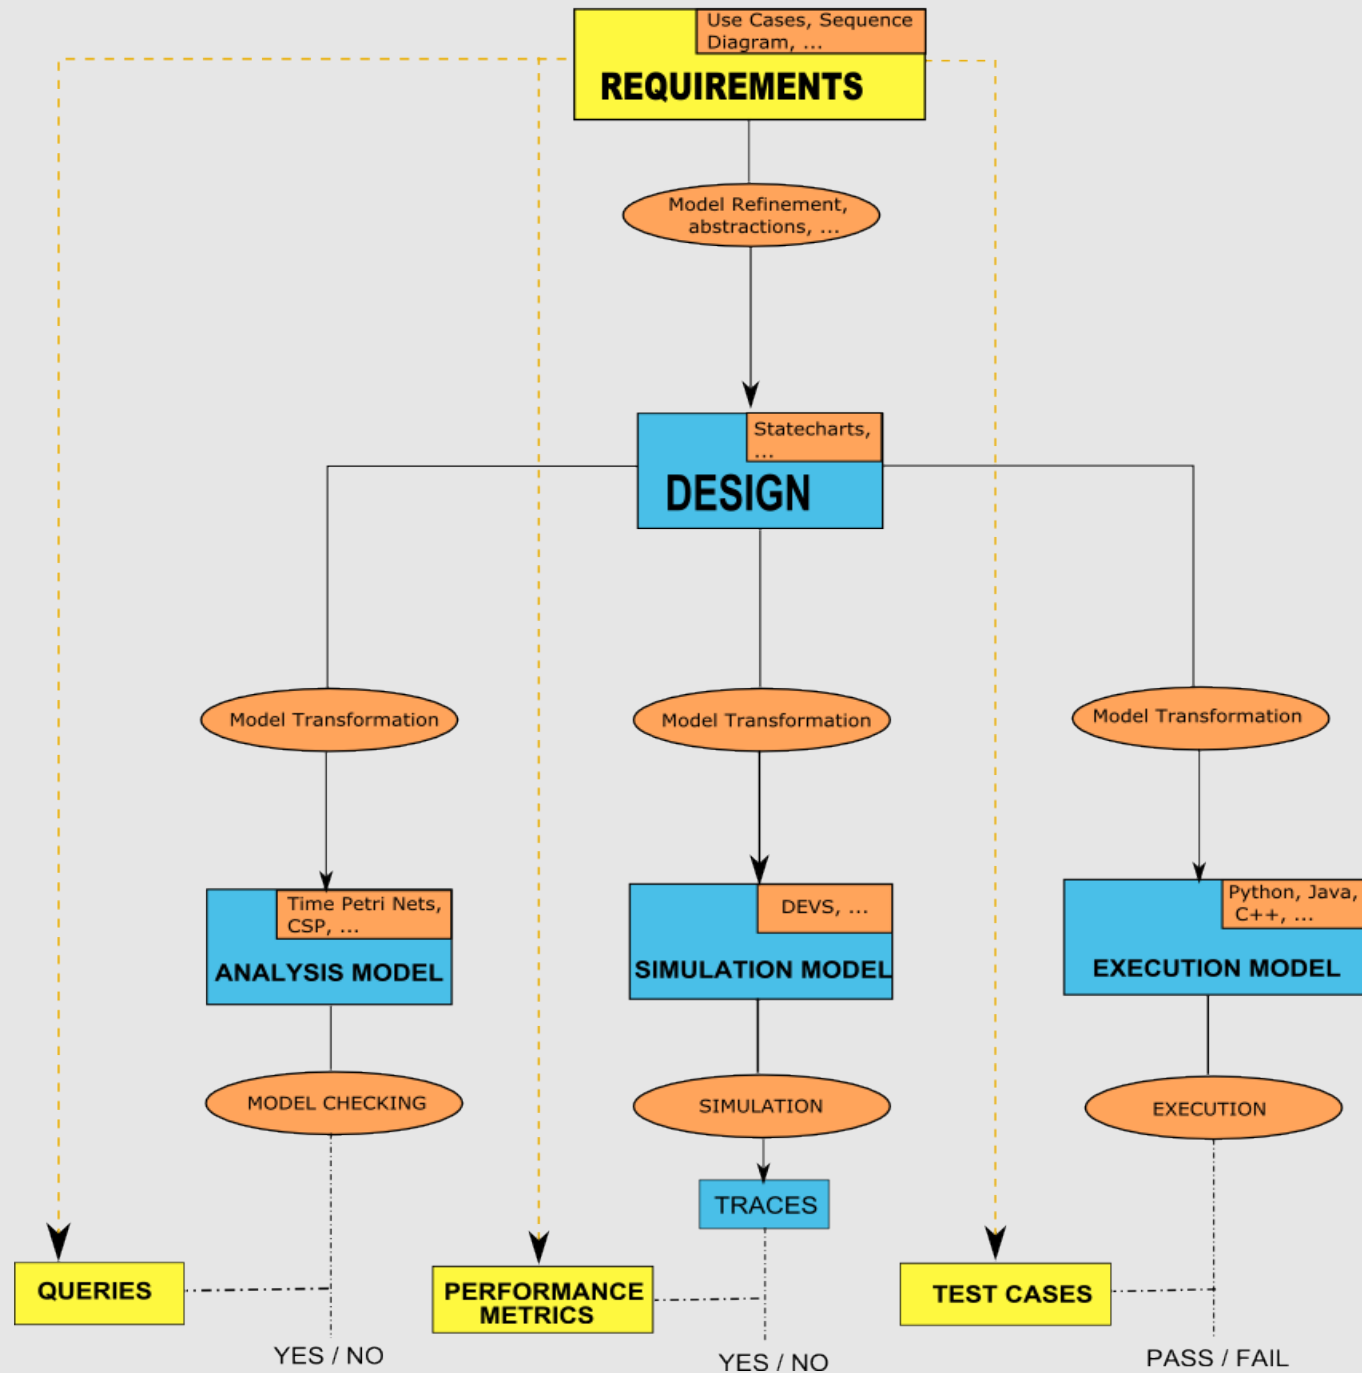 Use Cases, Sequence
Diagram, ...
REQUIREMENTS
Model Refinement,
abstractions, ...
Statecharts,
...
DESIGN
Model Transformation
Model Transformation
Model Transformation
Time Petri Nets,
CSP, ...
ANALYSIS MODEL
DEVS, ...
SIMULATION MODEL
Python, Java,
C++, ...
EXECUTION MODEL
MODEL CHECKING
SIMULATION
EXECUTION
TRACES
QUERIES
PERFORMANCE
METRICS
TEST CASES
YES / NO
YES / NO
PASS / FAIL